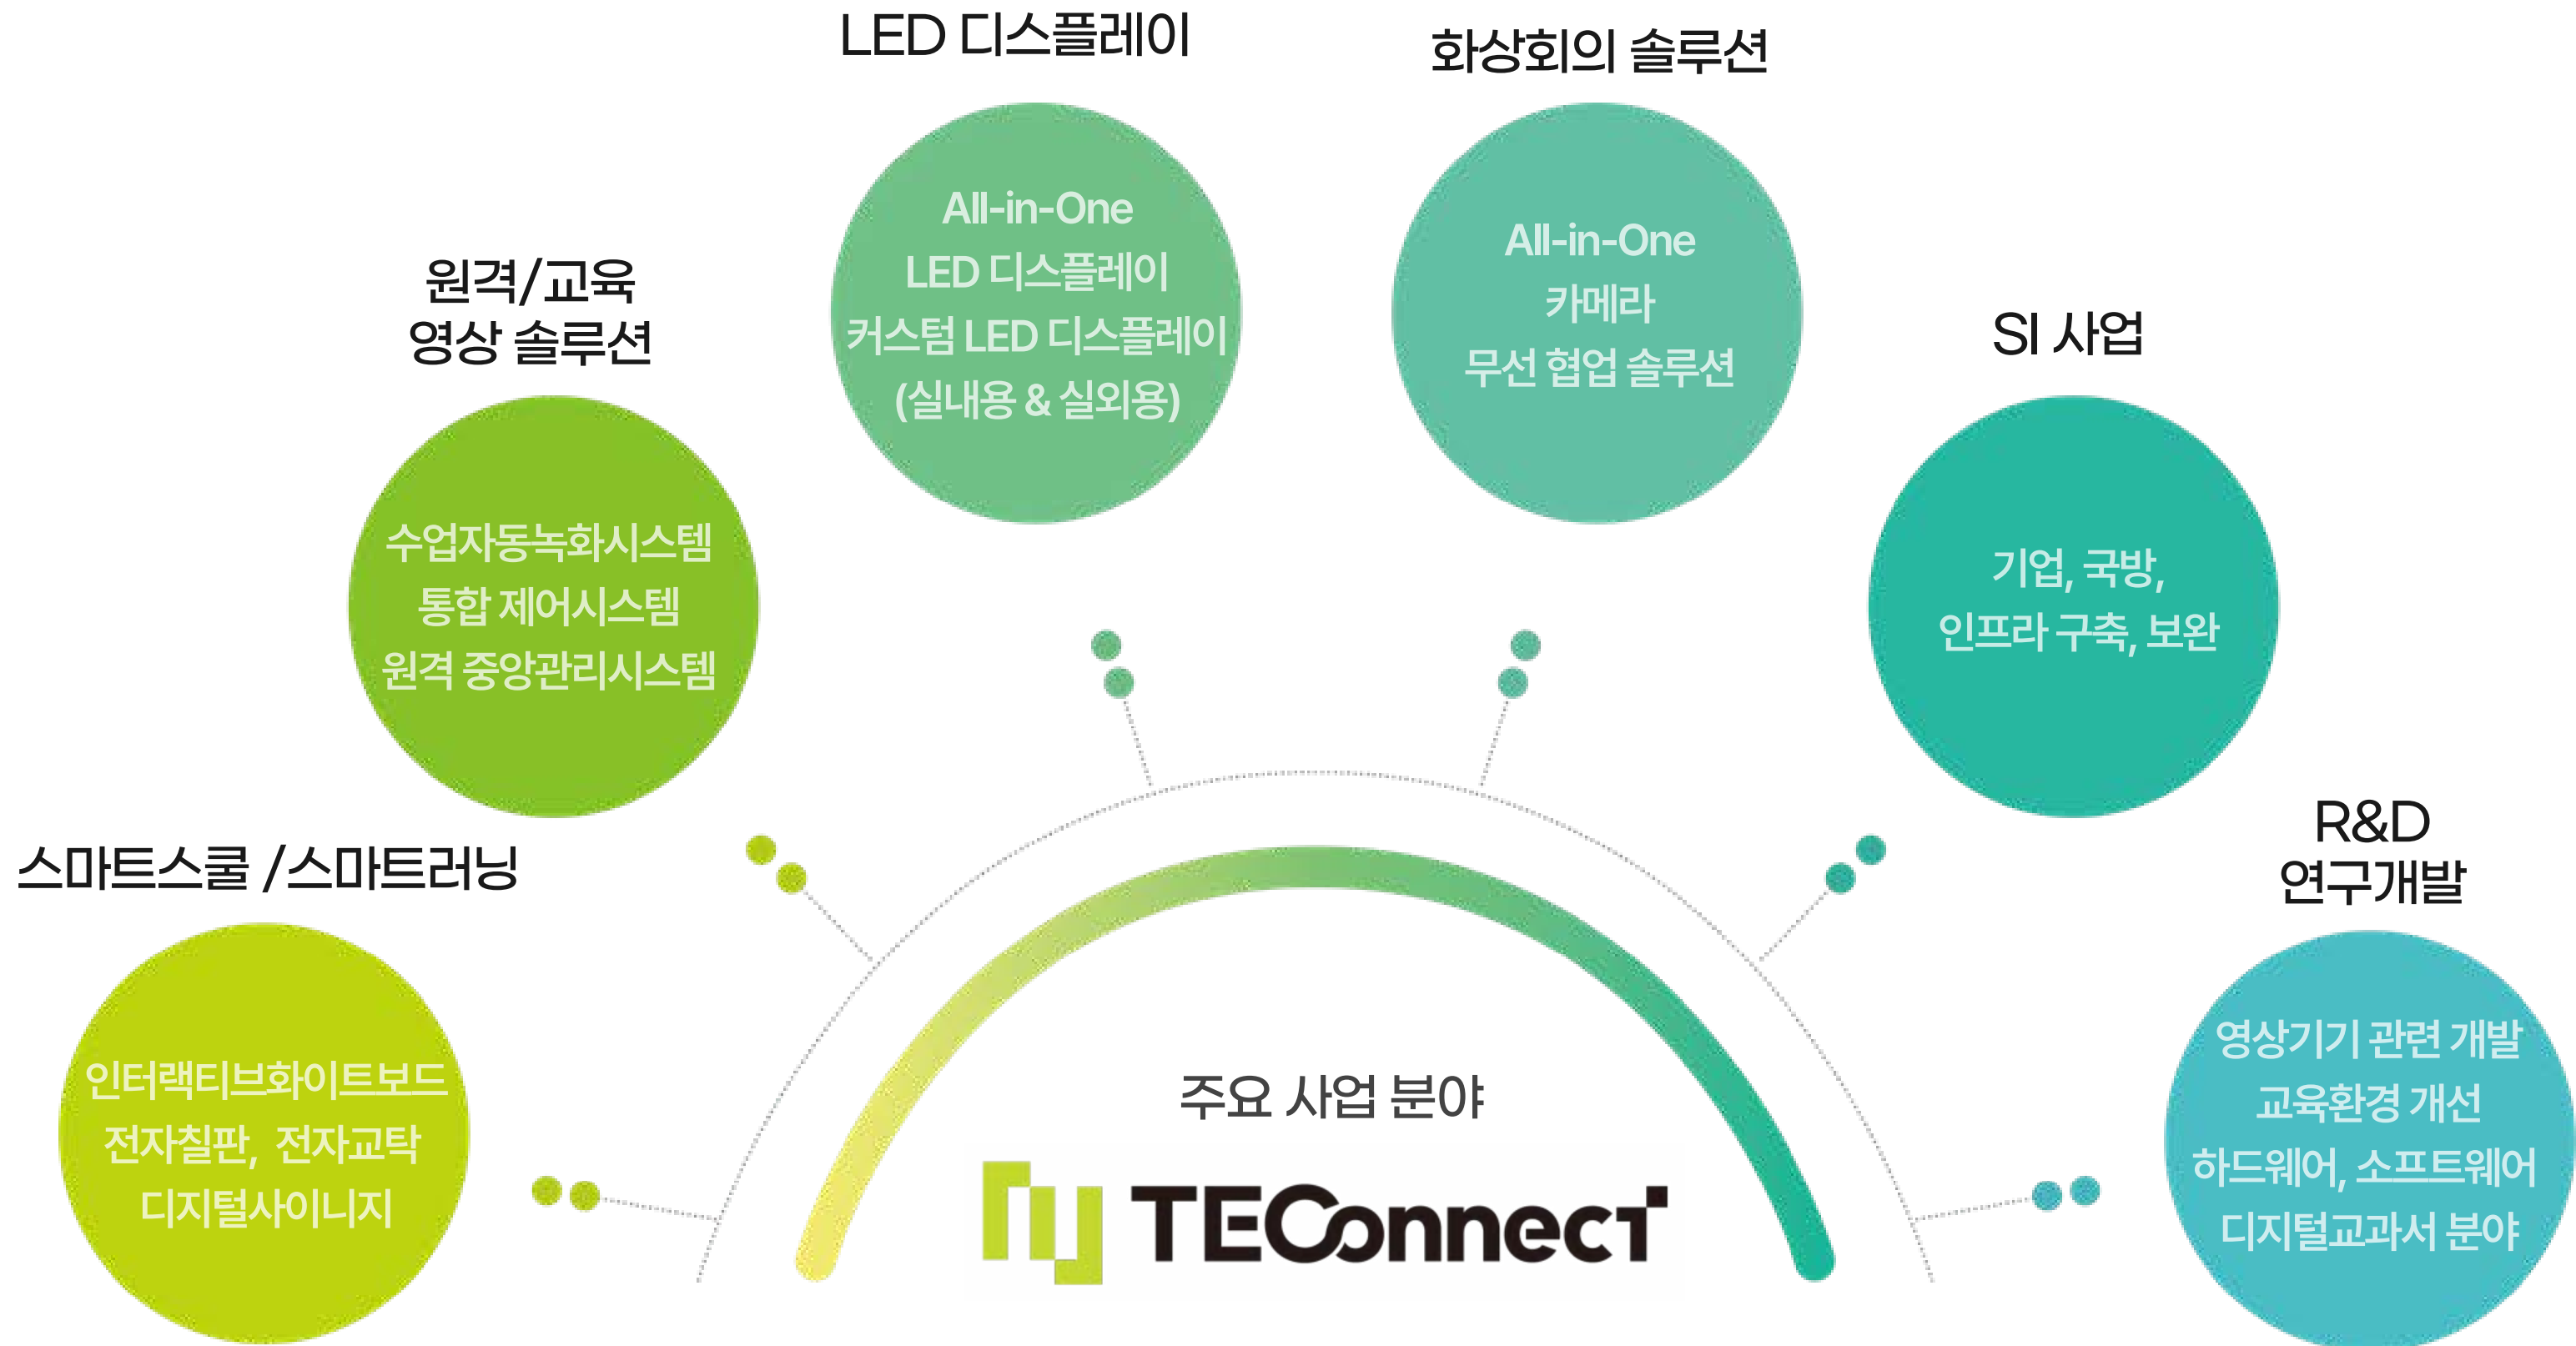 스마트스쿨 /스마트러닝
인터랙티브화이트보드
전자칠판, 전자교탁
디지털사이니지
원격/교육
영상 솔루션
수업자동녹화시스템
통합 제어시스템
원격 중앙관리시스템
LED 디스플레이
All-in-One
LED 디스플레이
커스텀 LED 디스플레이
(실내용 & 실외용)
화상회의 솔루션
All-in-One
카메라
무선 협업 솔루션
SI 사업
기업, 국방,
인프라 구축, 보완
R&D
연구개발
영상기기 관련 개발
교육환경 개선
하드웨어, 소프트웨어
디지털교과서 분야
주요 사업 분야
TEConnect